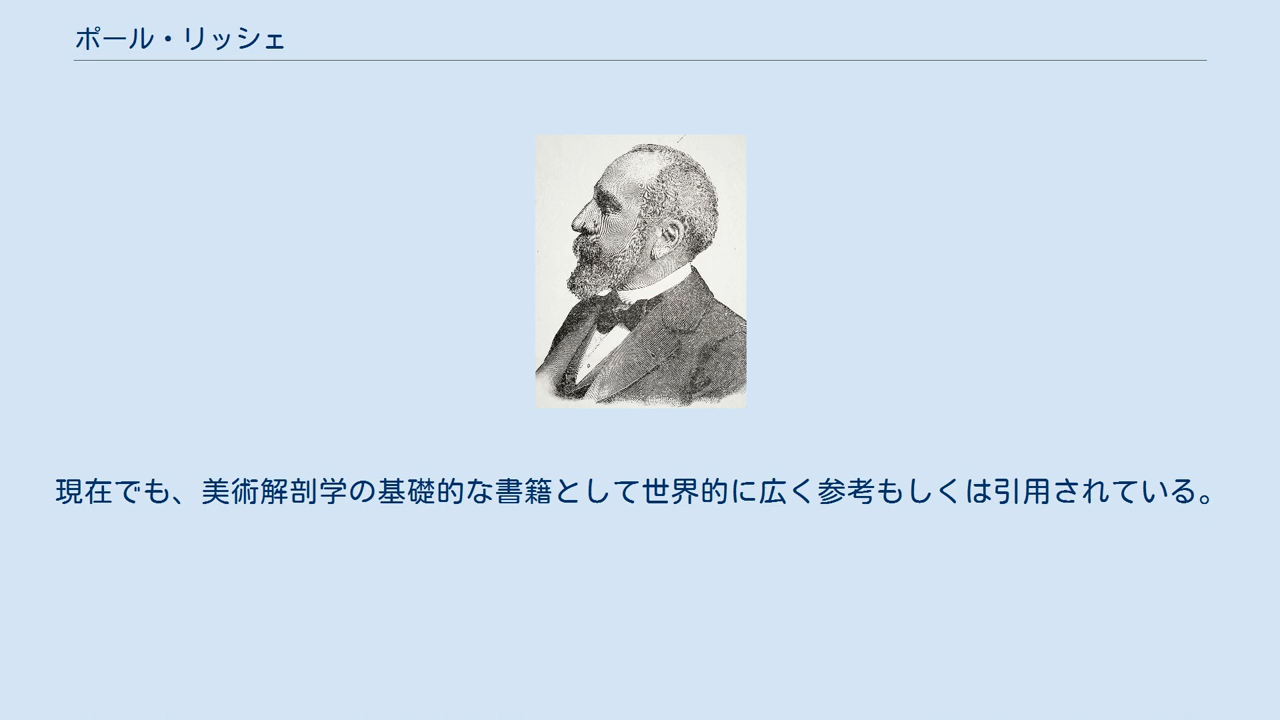 ポール・リッシェ
現在でも、美術解剖学の基礎的な書籍として世界的に広く参考もしくは引用されている。